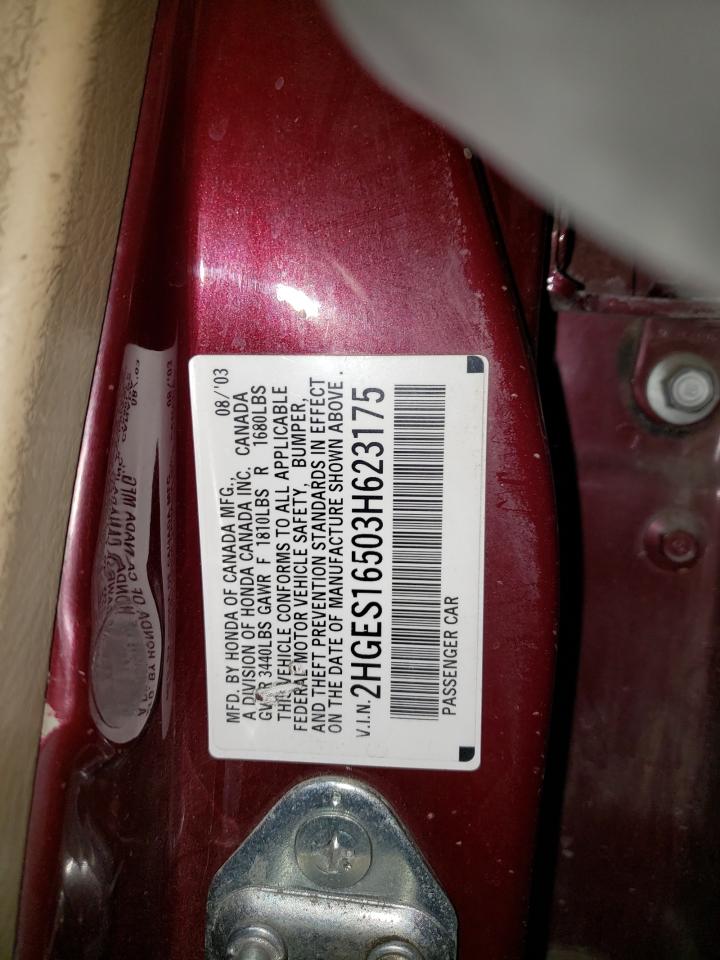 MFD. BY HONDA OF CANADA MFG., 08/'03
A DIVISION OF HONDA CANADA INC. CANADA
GVWR 3440LBS GAWR F 1810LBS R 1680LBS
THIS VEHICLE CONFORMS TO ALL APPLICABLE
FEDERAL MOTOR VEHICLE SAFETY, BUMPER,
AND THEFT PREVENTION STANDARDS IN EFFECT
ON THE DATE OF MANUFACTURE SHOWN ABOVE.
V.I.N. 2HGES16503H623175
PASSENGER CAR